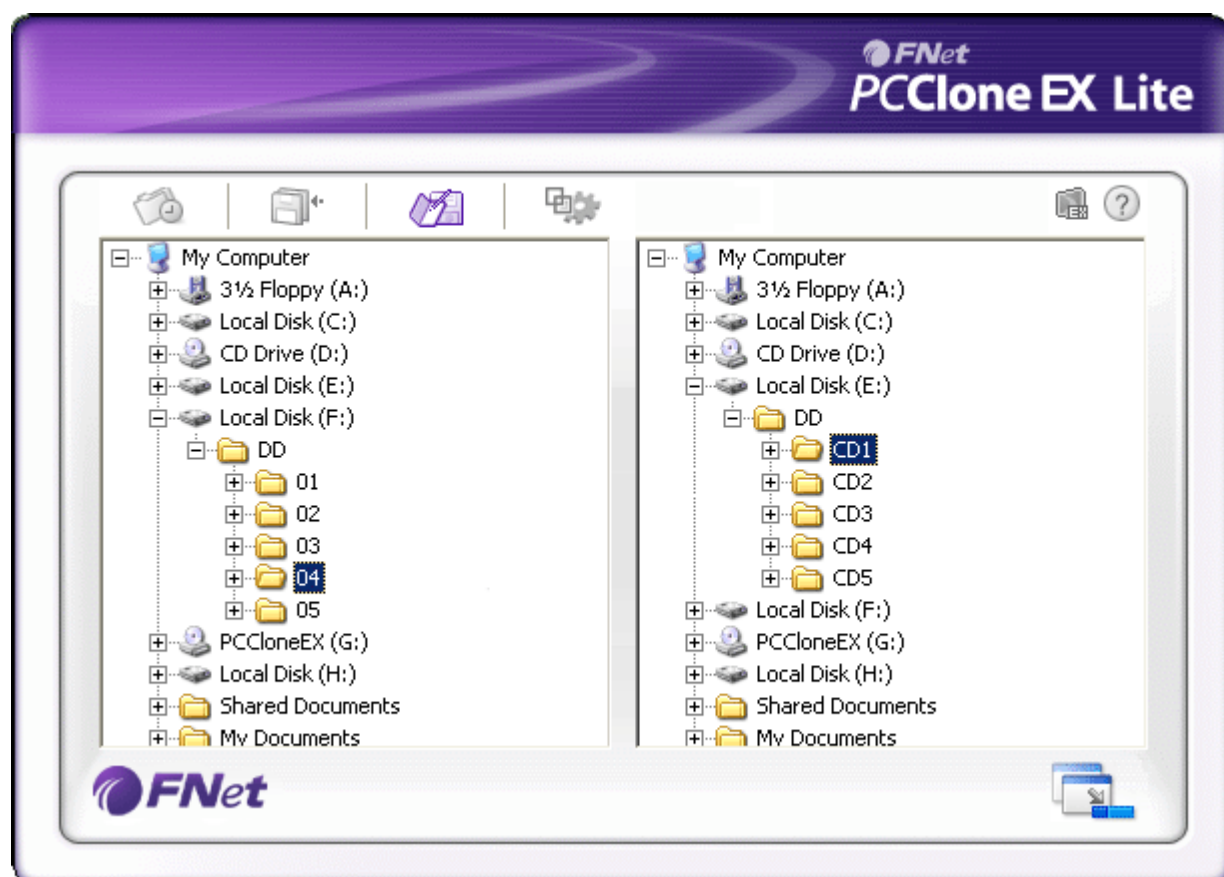 FNet
PCClone EX Lite
EX
?
My Computer
3½ Floppy (A:)
Local Disk (C:)
CD Drive (D:)
Local Disk (E:)
Local Disk (F:)
DD
01
02
03
04
05
PCCloneEX (G:)
Local Disk (H:)
Shared Documents
My Documents
My Computer
3½ Floppy (A:)
Local Disk (C:)
CD Drive (D:)
Local Disk (E:)
DD
CD1
CD2
CD3
CD4
CD5
Local Disk (F:)
PCCloneEX (G:)
Local Disk (H:)
Shared Documents
My Documents
FNet